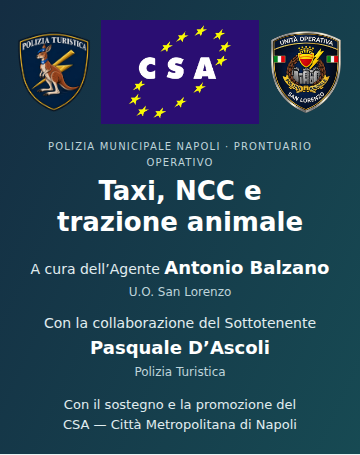 POLIZIA TURISTICA
CSA
UNITÀ OPERATIVA
SAN LORENZO
POLIZIA MUNICIPALE NAPOLI · PRONTUARIO
OPERATIVO
Taxi, NCC e
trazione animale
A cura dell’Agente Antonio Balzano
U.O. San Lorenzo
Con la collaborazione del Sottotenente
Pasquale D’Ascoli
Polizia Turistica
Con il sostegno e la promozione del
CSA — Città Metropolitana di Napoli